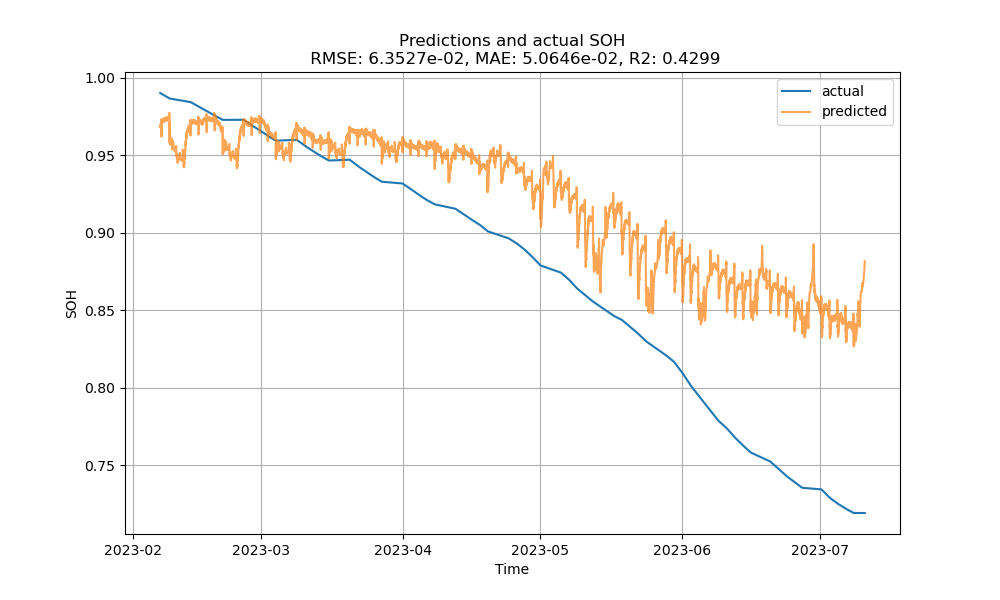 Predictions and actual SOH
RMSE: 6.3527e-02, MAE: 5.0646e-02, R2: 0.4299
actual
predicted
1.00
0.95
0.90
0.85
0.80
0.75
SOH
2023-02
2023-03
2023-04
2023-05
2023-06
2023-07
Time